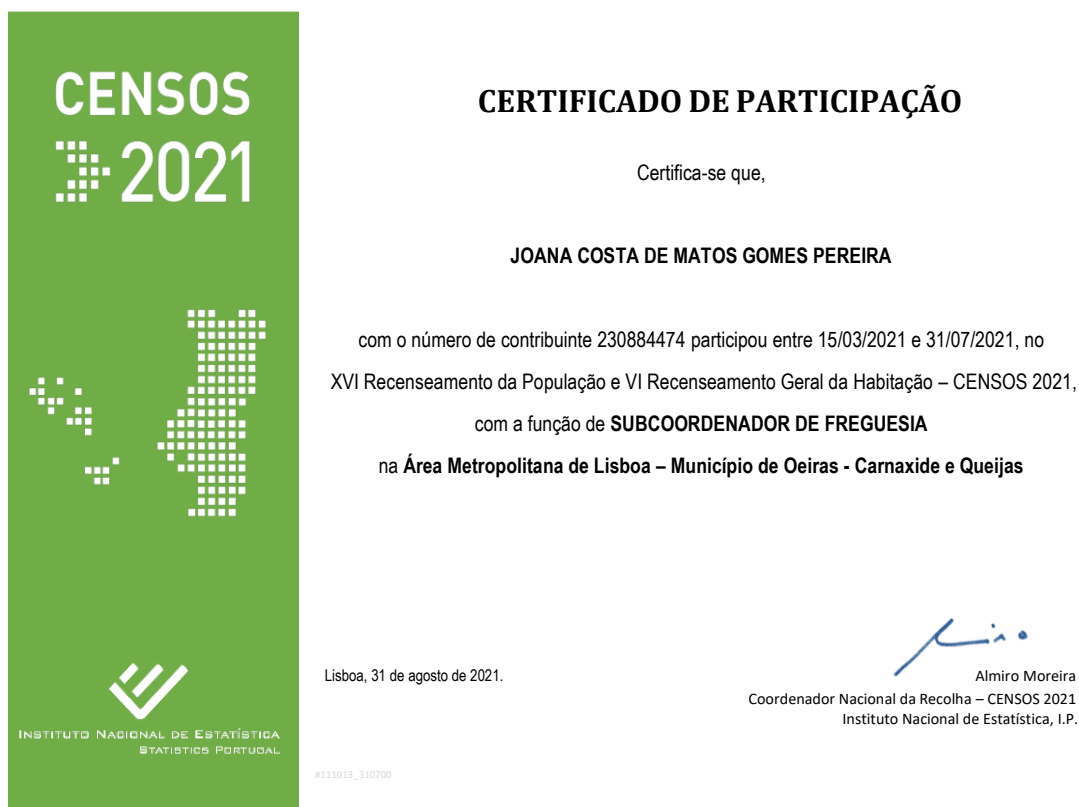 CENSOS
2021
CERTIFICADO DE PARTICIPAÇÃO
Certifica-se que,
JOANA COSTA DE MATOS GOMES PEREIRA
com o número de contribuinte 230884474 participou entre 15/03/2021 e 31/07/2021, no
XVI Recenseamento da População e VI Recenseamento Geral da Habitação – CENSOS 2021,
com a função de SUBCOORDENADOR DE FREGUESIA
na Área Metropolitana de Lisboa – Município de Oeiras - Carnaxide e Queijas
Lisboa, 31 de agosto de 2021.
Almiro Moreira
Coordenador Nacional da Recolha – CENSOS 2021
Instituto Nacional de Estatística, I.P.
INSTITUTO NACIONAL DE ESTATÍSTICA
STATISTICS PORTUGAL
#111013_310700